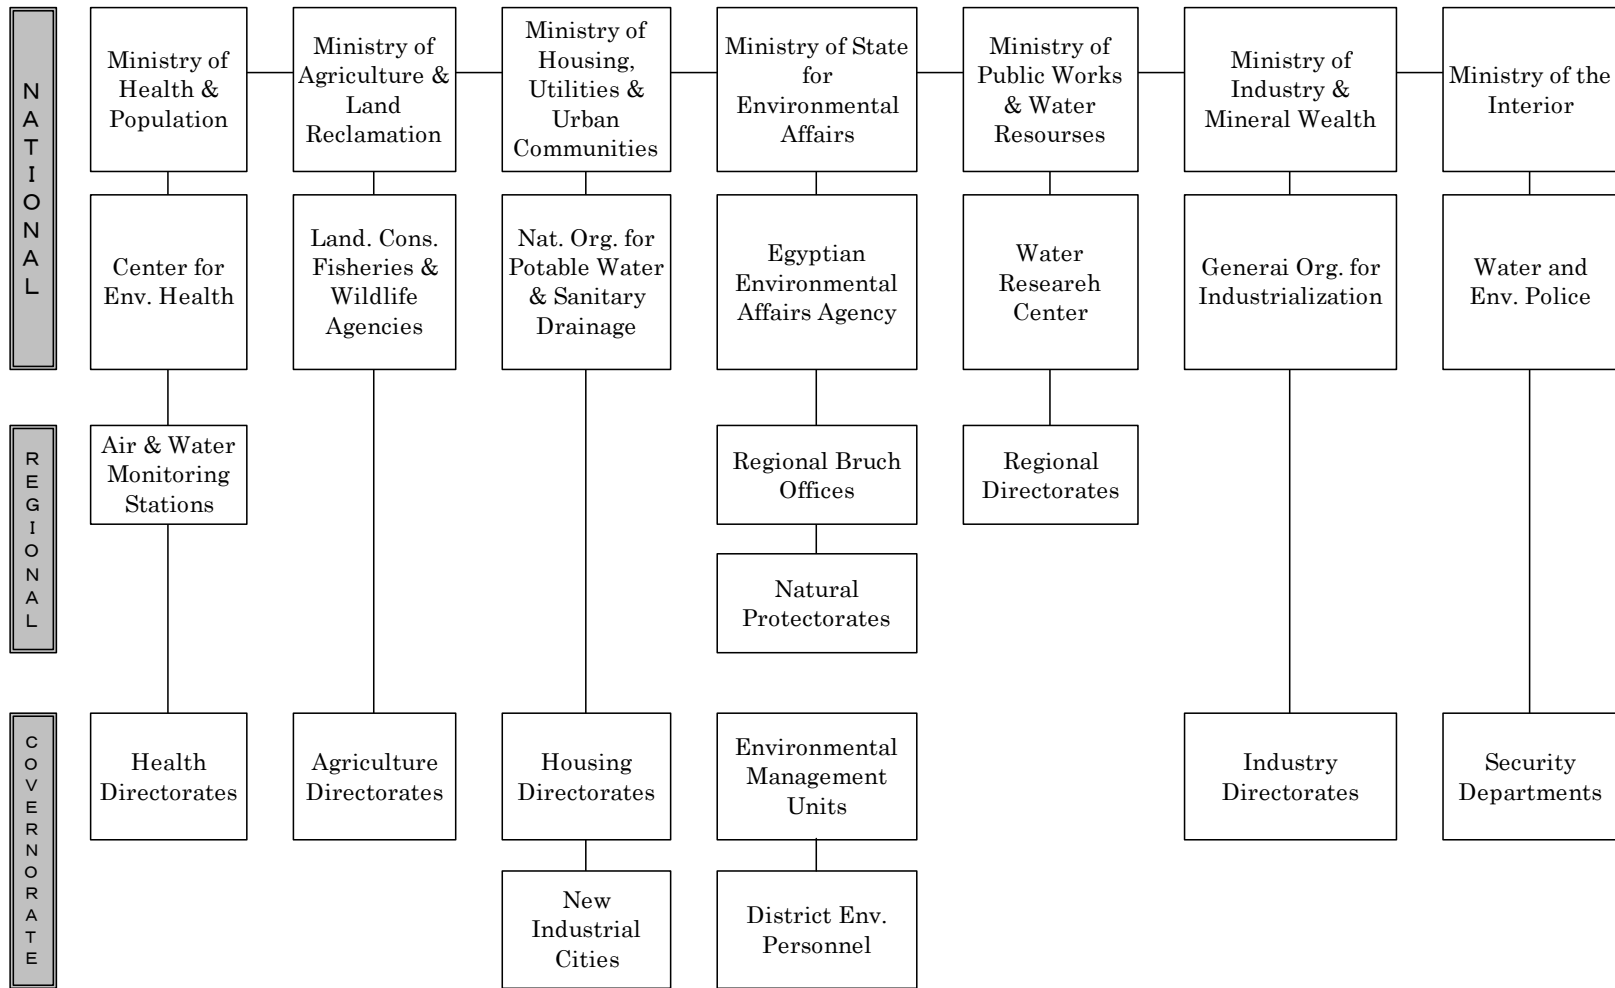 NATIONAL
Ministry of
Health &
Population
Ministry of
Agriculture &
Land
Reclamation
Ministry of
Housing,
Utilities &
Urban
Communities
Ministry of State
for
Environmental
Affairs
Ministry of
Public Works
& Water
Resourses
Ministry of
Industry &
Mineral Wealth
Ministry of the
Interior
Center for
Env. Health
Land. Cons.
Fisheries &
Wildlife
Agencies
Nat. Org. for
Potable Water
& Sanitary
Drainage
Egyptian
Environmental
Affairs Agency
Water
Researeh
Center
Generai Org. for
Industrialization
Water and
Env. Police
REGIONAL
Air & Water
Monitoring
Stations
Regional Bruch
Offices
Regional
Directorates
Natural
Protectorates
COVERNORATE
Health
Directorates
Agriculture
Directorates
Housing
Directorates
Environmental
Management
Units
Industry
Directorates
Security
Departments
New
Industrial
Cities
District Env.
Personnel